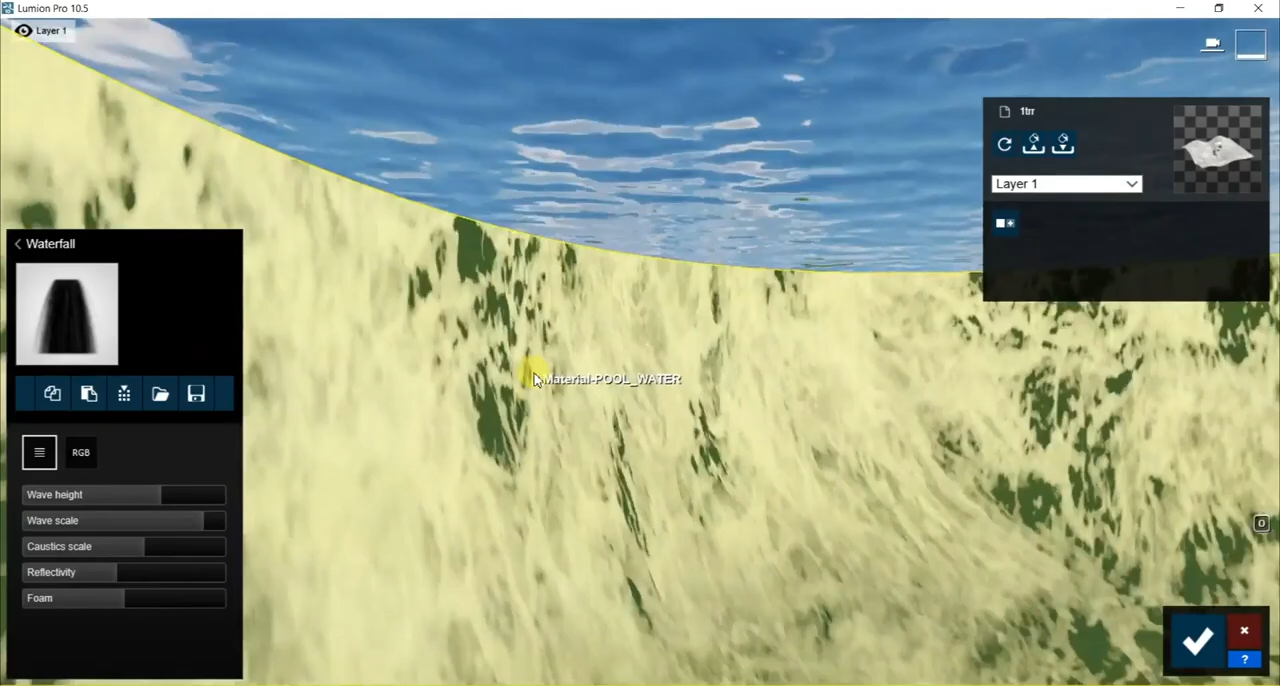 Lumion Pro 10.5
Layer 1
1trr
Layer 1
Waterfall
Material-POOL_WATER
RGB
Wave height
Wave scale
Caustics scale
Reflectivity
Foam
?